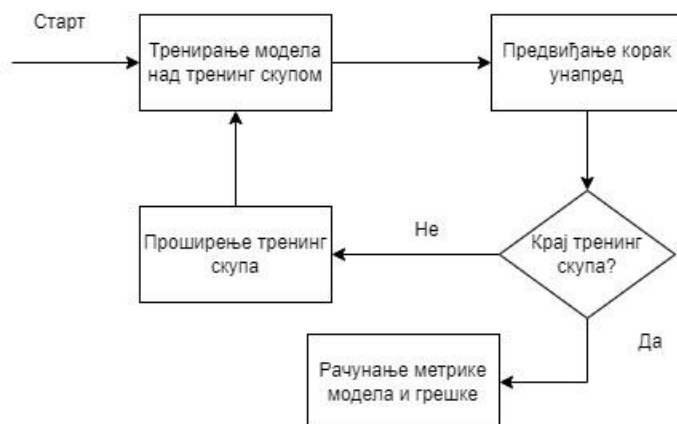 Старт
Тренирање модела
над тренинг скупом
Предвиђање корак
унапред
Крај тренинг
скупа?
Не
Проширење тренинг
скупа
Да
Рачунање метрике
модела и грешке